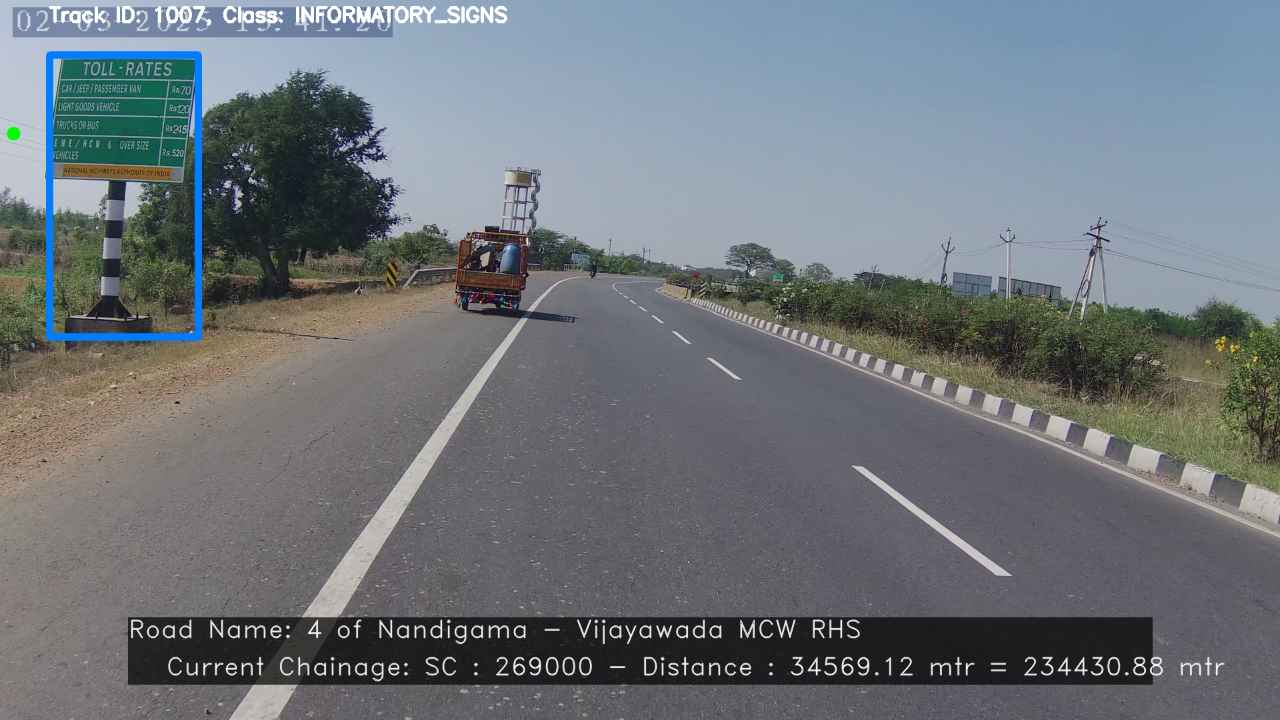 Track ID: 1007, Class: INFORMATORY_SIGNS
TOLL-RATES
CAR / JEEP / PASSENGER VAN Rs.70
LIGHT GOODS VEHICLE Rs.120
TRUCKS OR BUS Rs.245
VEHICLES OVER SIZE Rs.520
NATIONAL HIGHWAYS AUTHORITY OF INDIA
Road Name: 4 of Nandigama - Vijayawada MCW RHS
Current Chainage: SC : 269000 - Distance : 34569.12 mtr = 234430.88 mtr